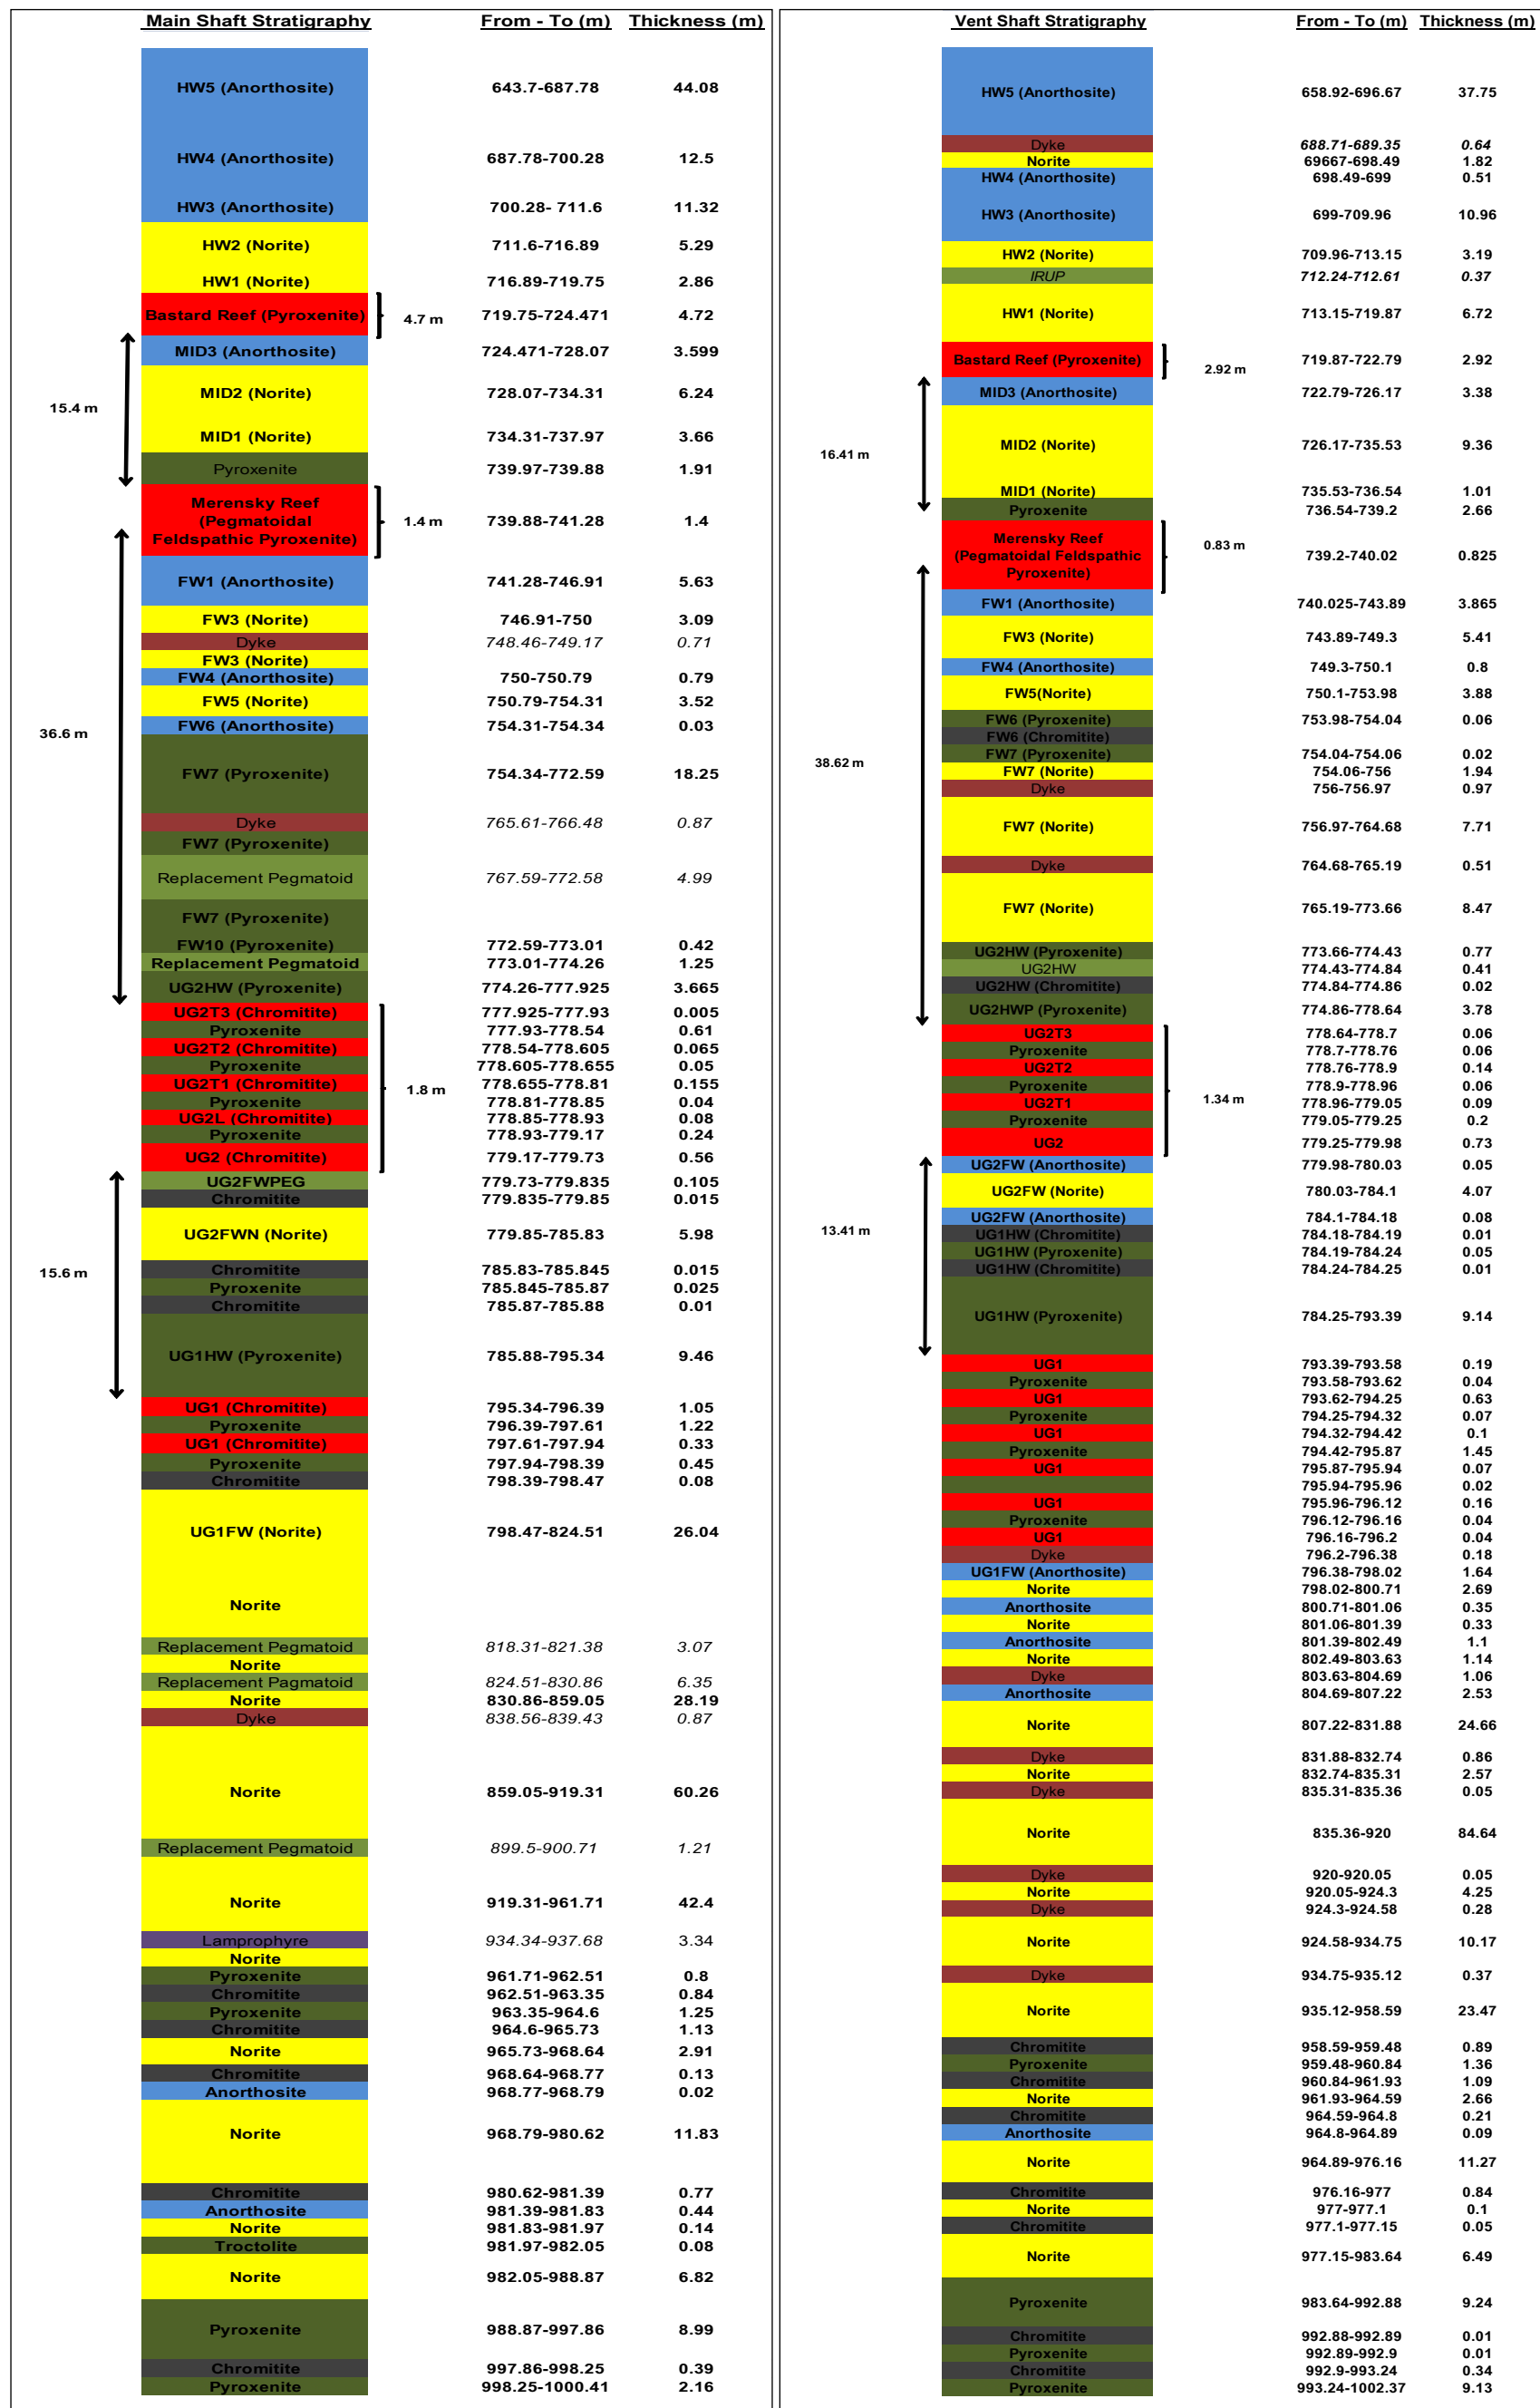 Main Shaft Stratigraphy From - To (m) Thickness (m)
HW5 (Anorthosite) 643.7-687.78 44.08
HW4 (Anorthosite) 687.78-700.28 12.5
HW3 (Anorthosite) 700.28- 711.6 11.32
HW2 (Norite) 711.6-716.89 5.29
HW1 (Norite) 716.89-719.75 2.86
Bastard Reef (Pyroxenite) 4.7 m 719.75-724.471 4.72
MID3 (Anorthosite) 724.471-728.07 3.599
MID2 (Norite) 728.07-734.31 6.24
15.4 m
MID1 (Norite) 734.31-737.97 3.66
Pyroxenite 739.97-739.88 1.91
Merensky Reef
(Pegmatoidal 1.4 m 739.88-741.28 1.4
Feldspathic Pyroxenite)
FW1 (Anorthosite) 741.28-746.91 5.63
FW3 (Norite) 746.91-750 3.09
Dyke 748.46-749.17 0.71
FW3 (Norite)
FW4 (Anorthosite) 750-750.79 0.79
FW5 (Norite) 750.79-754.31 3.52
FW6 (Anorthosite) 754.31-754.34 0.03
36.6 m
FW7 (Pyroxenite) 754.34-772.59 18.25
Dyke 765.61-766.48 0.87
FW7 (Pyroxenite)
Replacement Pegmatoid 767.59-772.58 4.99
FW7 (Pyroxenite)
FW10 (Pyroxenite) 772.59-773.01 0.42
Replacement Pegmatoid 773.01-774.26 1.25
UG2HW (Pyroxenite) 774.26-777.925 3.665
UG2T3 (Chromitite) 777.925-777.93 0.005
Pyroxenite 777.93-778.54 0.61
UG2T2 (Chromitite) 778.54-778.605 0.065
Pyroxenite 778.605-778.655 0.05
UG2T1 (Chromitite) 778.655-778.81 0.155
1.8 m
Pyroxenite 778.81-778.85 0.04
UG2L (Chromitite) 778.85-778.93 0.08
Pyroxenite 778.93-779.17 0.24
UG2 (Chromitite) 779.17-779.73 0.56
UG2FWPEG 779.73-779.835 0.105
Chromitite 779.835-779.85 0.015
UG2FWN (Norite) 779.85-785.83 5.98
15.6 m
Chromitite 785.83-785.845 0.015
Pyroxenite 785.845-785.87 0.025
Chromitite 785.87-785.88 0.01
UG1HW (Pyroxenite) 785.88-795.34 9.46
UG1 (Chromitite) 795.34-796.39 1.05
Pyroxenite 796.39-797.61 1.22
UG1 (Chromitite) 797.61-797.94 0.33
Pyroxenite 797.94-798.39 0.45
Chromitite 798.39-798.47 0.08
UG1FW (Norite) 798.47-824.51 26.04
Norite
Replacement Pegmatoid 818.31-821.38 3.07
Norite
Replacement Pagmatoid 824.51-830.86 6.35
Norite 830.86-859.05 28.19
Dyke 838.56-839.43 0.87
Norite 859.05-919.31 60.26
Replacement Pegmatoid 899.5-900.71 1.21
Norite 919.31-961.71 42.4
Lamprophyre 934.34-937.68 3.34
Norite
Pyroxenite 961.71-962.51 0.8
Chromitite 962.51-963.35 0.84
Pyroxenite 963.35-964.6 1.25
Chromitite 964.6-965.73 1.13
Norite 965.73-968.64 2.91
Chromitite 968.64-968.77 0.13
Anorthosite 968.77-968.79 0.02
Norite 968.79-980.62 11.83
Chromitite 980.62-981.39 0.77
Anorthosite 981.39-981.83 0.44
Norite 981.83-981.97 0.14
Troctolite 981.97-982.05 0.08
Norite 982.05-988.87 6.82
Pyroxenite 988.87-997.86 8.99
Chromitite 997.86-998.25 0.39
Pyroxenite 998.25-1000.41 2.16
Vent Shaft Stratigraphy From - To (m) Thickness (m)
HW5 (Anorthosite) 658.92-696.67 37.75
Dyke 688.71-689.35 0.64
Norite 69667-698.49 1.82
HW4 (Anorthosite) 698.49-699 0.51
HW3 (Anorthosite) 699-709.96 10.96
HW2 (Norite) 709.96-713.15 3.19
IRUP 712.24-712.61 0.37
HW1 (Norite) 713.15-719.87 6.72
Bastard Reef (Pyroxenite) 719.87-722.79 2.92
2.92 m
MID3 (Anorthosite) 722.79-726.17 3.38
MID2 (Norite) 726.17-735.53 9.36
16.41 m
MID1 (Norite) 735.53-736.54 1.01
Pyroxenite 736.54-739.2 2.66
Merensky Reef
(Pegmatoidal Feldspathic 0.83 m 739.2-740.02 0.825
Pyroxenite)
FW1 (Anorthosite) 740.025-743.89 3.865
FW3 (Norite) 743.89-749.3 5.41
FW4 (Anorthosite) 749.3-750.1 0.8
FW5(Norite) 750.1-753.98 3.88
FW6 (Pyroxenite) 753.98-754.04 0.06
FW6 (Chromitite)
FW7 (Pyroxenite) 754.04-754.06 0.02
38.62 m
FW7 (Norite) 754.06-756 1.94
Dyke 756-756.97 0.97
FW7 (Norite) 756.97-764.68 7.71
Dyke 764.68-765.19 0.51
FW7 (Norite) 765.19-773.66 8.47
UG2HW (Pyroxenite) 773.66-774.43 0.77
UG2HW 774.43-774.84 0.41
UG2HW (Chromitite) 774.84-774.86 0.02
UG2HWP (Pyroxenite) 774.86-778.64 3.78
UG2T3 778.64-778.7 0.06
Pyroxenite 778.7-778.76 0.06
UG2T2 778.76-778.9 0.14
Pyroxenite 778.9-778.96 0.06
UG2T1 1.34 m 778.96-779.05 0.09
Pyroxenite 779.05-779.25 0.2
UG2 779.25-779.98 0.73
UG2FW (Anorthosite) 779.98-780.03 0.05
UG2FW (Norite) 780.03-784.1 4.07
UG2FW (Anorthosite) 784.1-784.18 0.08
13.41 m
UG1HW (Chromitite) 784.18-784.19 0.01
UG1HW (Pyroxenite) 784.19-784.24 0.05
UG1HW (Chromitite) 784.24-784.25 0.01
UG1HW (Pyroxenite) 784.25-793.39 9.14
UG1 793.39-793.58 0.19
Pyroxenite 793.58-793.62 0.04
UG1 793.62-794.25 0.63
Pyroxenite 794.25-794.32 0.07
UG1 794.32-794.42 0.1
Pyroxenite 794.42-795.87 1.45
UG1 795.87-795.94 0.07
795.94-795.96 0.02
UG1 795.96-796.12 0.16
Pyroxenite 796.12-796.16 0.04
UG1 796.16-796.2 0.04
Dyke 796.2-796.38 0.18
UG1FW (Anorthosite) 796.38-798.02 1.64
Norite 798.02-800.71 2.69
Anorthosite 800.71-801.06 0.35
Norite 801.06-801.39 0.33
Anorthosite 801.39-802.49 1.1
Norite 802.49-803.63 1.14
Dyke 803.63-804.69 1.06
Anorthosite 804.69-807.22 2.53
Norite 807.22-831.88 24.66
Dyke 831.88-832.74 0.86
Norite 832.74-835.31 2.57
Dyke 835.31-835.36 0.05
Norite 835.36-920 84.64
Dyke 920-920.05 0.05
Norite 920.05-924.3 4.25
Dyke 924.3-924.58 0.28
Norite 924.58-934.75 10.17
Dyke 934.75-935.12 0.37
Norite 935.12-958.59 23.47
Chromitite 958.59-959.48 0.89
Pyroxenite 959.48-960.84 1.36
Chromitite 960.84-961.93 1.09
Norite 961.93-964.59 2.66
Chromitite 964.59-964.8 0.21
Anorthosite 964.8-964.89 0.09
Norite 964.89-976.16 11.27
Chromitite 976.16-977 0.84
Norite 977-977.1 0.1
Chromitite 977.1-977.15 0.05
Norite 977.15-983.64 6.49
Pyroxenite 983.64-992.88 9.24
Chromitite 992.88-992.89 0.01
Pyroxenite 992.89-992.9 0.01
Chromitite 992.9-993.24 0.34
Pyroxenite 993.24-1002.37 9.13